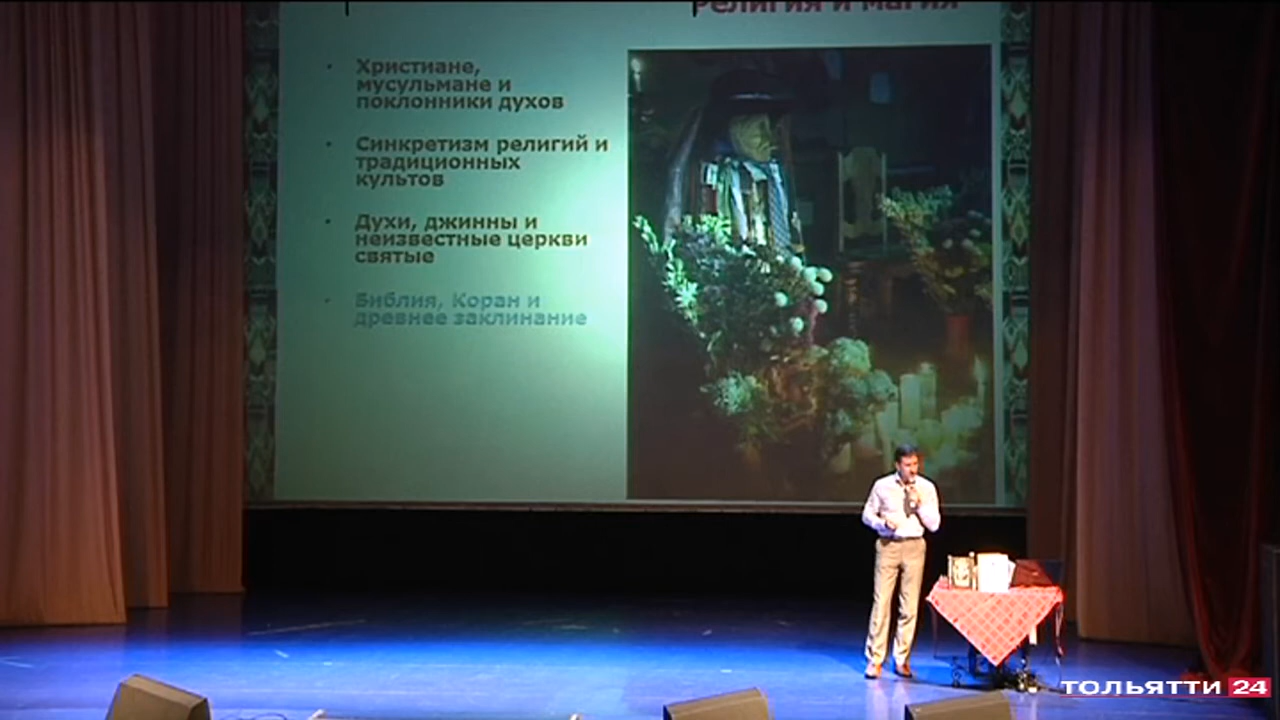 Религия и магия
Христиане,
мусульмане и
поклонники духов
Синкретизм религий и
традиционных
культов
Духи, джинны и
неизвестные церкви
святые
Библия, Коран и
древнее заклинание
ТОЛЬЯТТИ 24